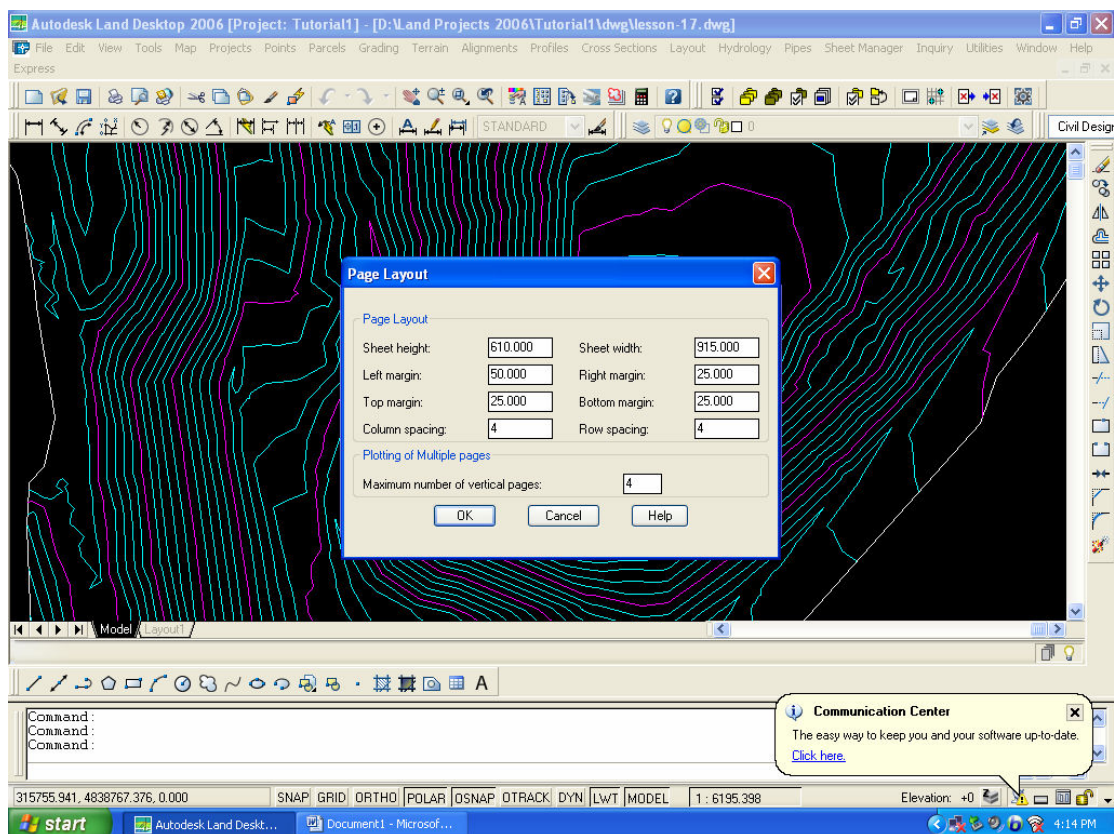 Autodesk Land Desktop 2006 [Project: Tutorial1] - [D:\Land Projects 2006\Tutorial1\dwg\lesson-17.dwg]
File Edit View Tools Map Projects Points Parcels Grading Terrain Alignments Profiles Cross Sections Layout Hydrology Pipes Sheet Manager Inquiry Utilities Window Help
Express
STANDARD
0
Civil Desig
Page Layout
Page Layout
Sheet height: 610.000 Sheet width: 915.000
Left margin: 50.000 Right margin: 25.000
Top margin: 25.000 Bottom margin: 25.000
Column spacing: 4 Row spacing: 4
Plotting of Multiple pages
Maximum number of vertical pages: 4
OK Cancel Help
Model Layout1
A
Command:
Command:
Command:
Communication Center
The easy way to keep you and your software up-to-date.
Click here.
315755.941, 4838767.376, 0.000 SNAP GRID ORTHO POLAR OSNAP OTRACK DYN LWT MODEL 1 : 6195.398 Elevation: +0
start Autodesk Land Deskt... Document1 - Microsof... 4:14 PM